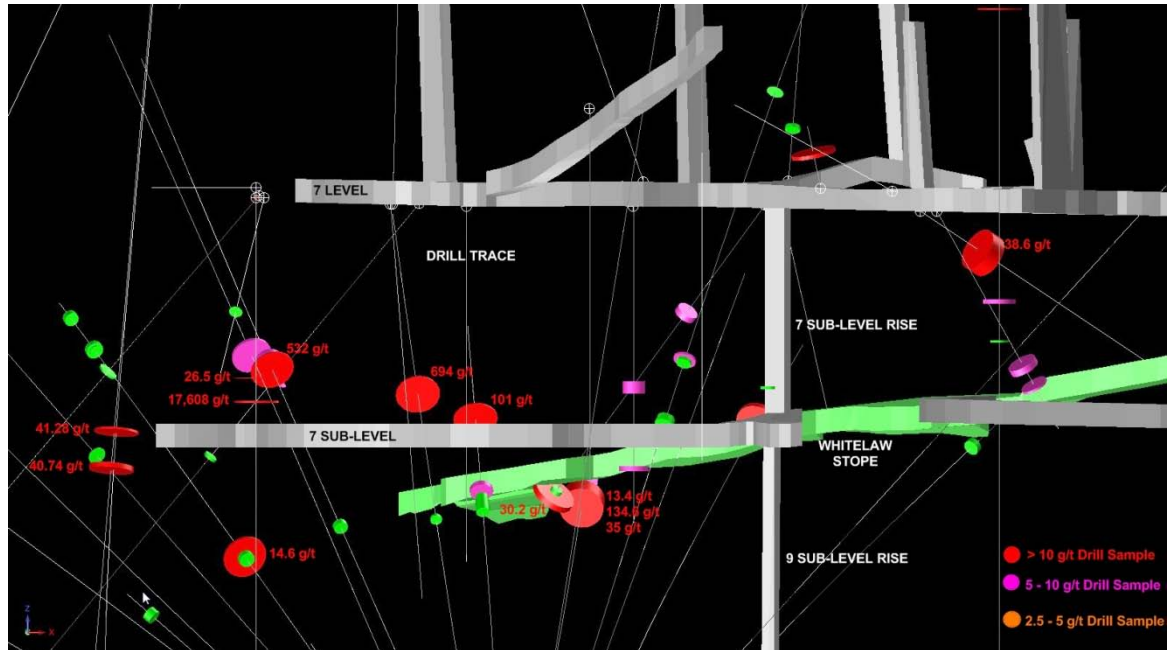 7 LEVEL
DRILL TRACE
38.6 g/t
7 SUB-LEVEL RISE
532 g/t
26.5 g/t
694 g/t
17,608 g/t
101 g/t
41.28 g/t
7 SUB-LEVEL
WHITELAW
STOPE
40.74 g/t
30.2 g/t
13.4 g/t
134.5 g/t
35 g/t
14.6 g/t
9 SUB-LEVEL RISE
> 10 g/t Drill Sample
5 - 10 g/t Drill Sample
2.5 - 5 g/t Drill Sample
Z
X